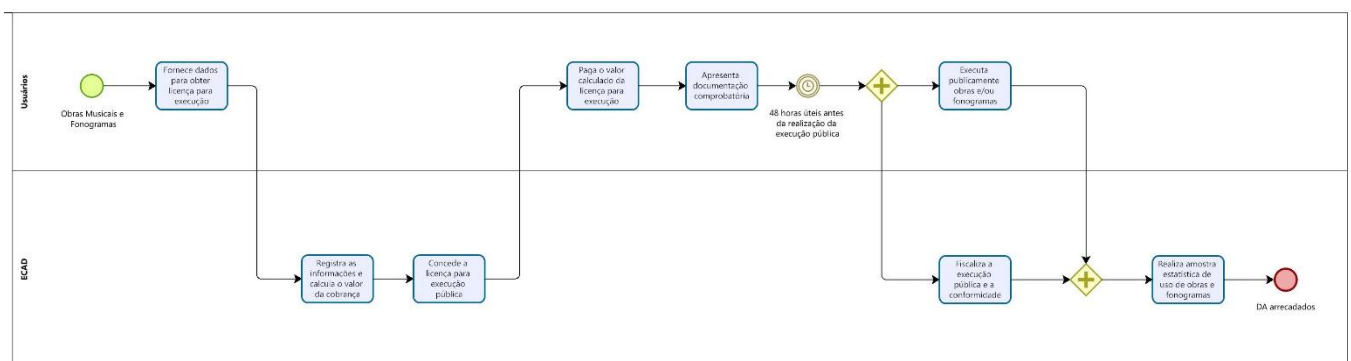 Usuários
Obras Musicais e
Fonogramas
Fornece dados
para obter
licença para
execução
Paga o valor
calculado da
licença para
execução
Apresenta
documentação
comprobatória
48 horas úteis antes
da realização da
execução pública
Executa
publicamente
obras e/ou
fonogramas
ECAD
Registra as
informações e
calcula o valor
da cobrança
Concede a
licença para
execução
pública
Fiscaliza a
execução
pública e a
conformidade
Realiza amostra
estatística de
uso de obras e
fonogramas
DA arrecadados